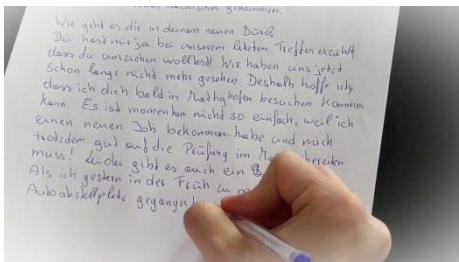 gekommen.
Wie geht es dir in deinem neuen Büro?
Du hast mir ja bei unserem letzten Treffen erzählt,
dass du umziehen wolltest! Wir haben uns jetzt
schon lange nicht mehr gesehen. Deshalb hoffe ich,
dass ich dich bald in Mattighofen besuchen kommen
kann. Es ist momentan nicht so einfach, weil ich
einen neuen Job bekommen habe und mich
trotzdem gut auf die Prüfung im bereiten
muss! Leider gibt es auch ein
Als ich gestern in der Früh zu m
Autoabstellplatz gegangen b